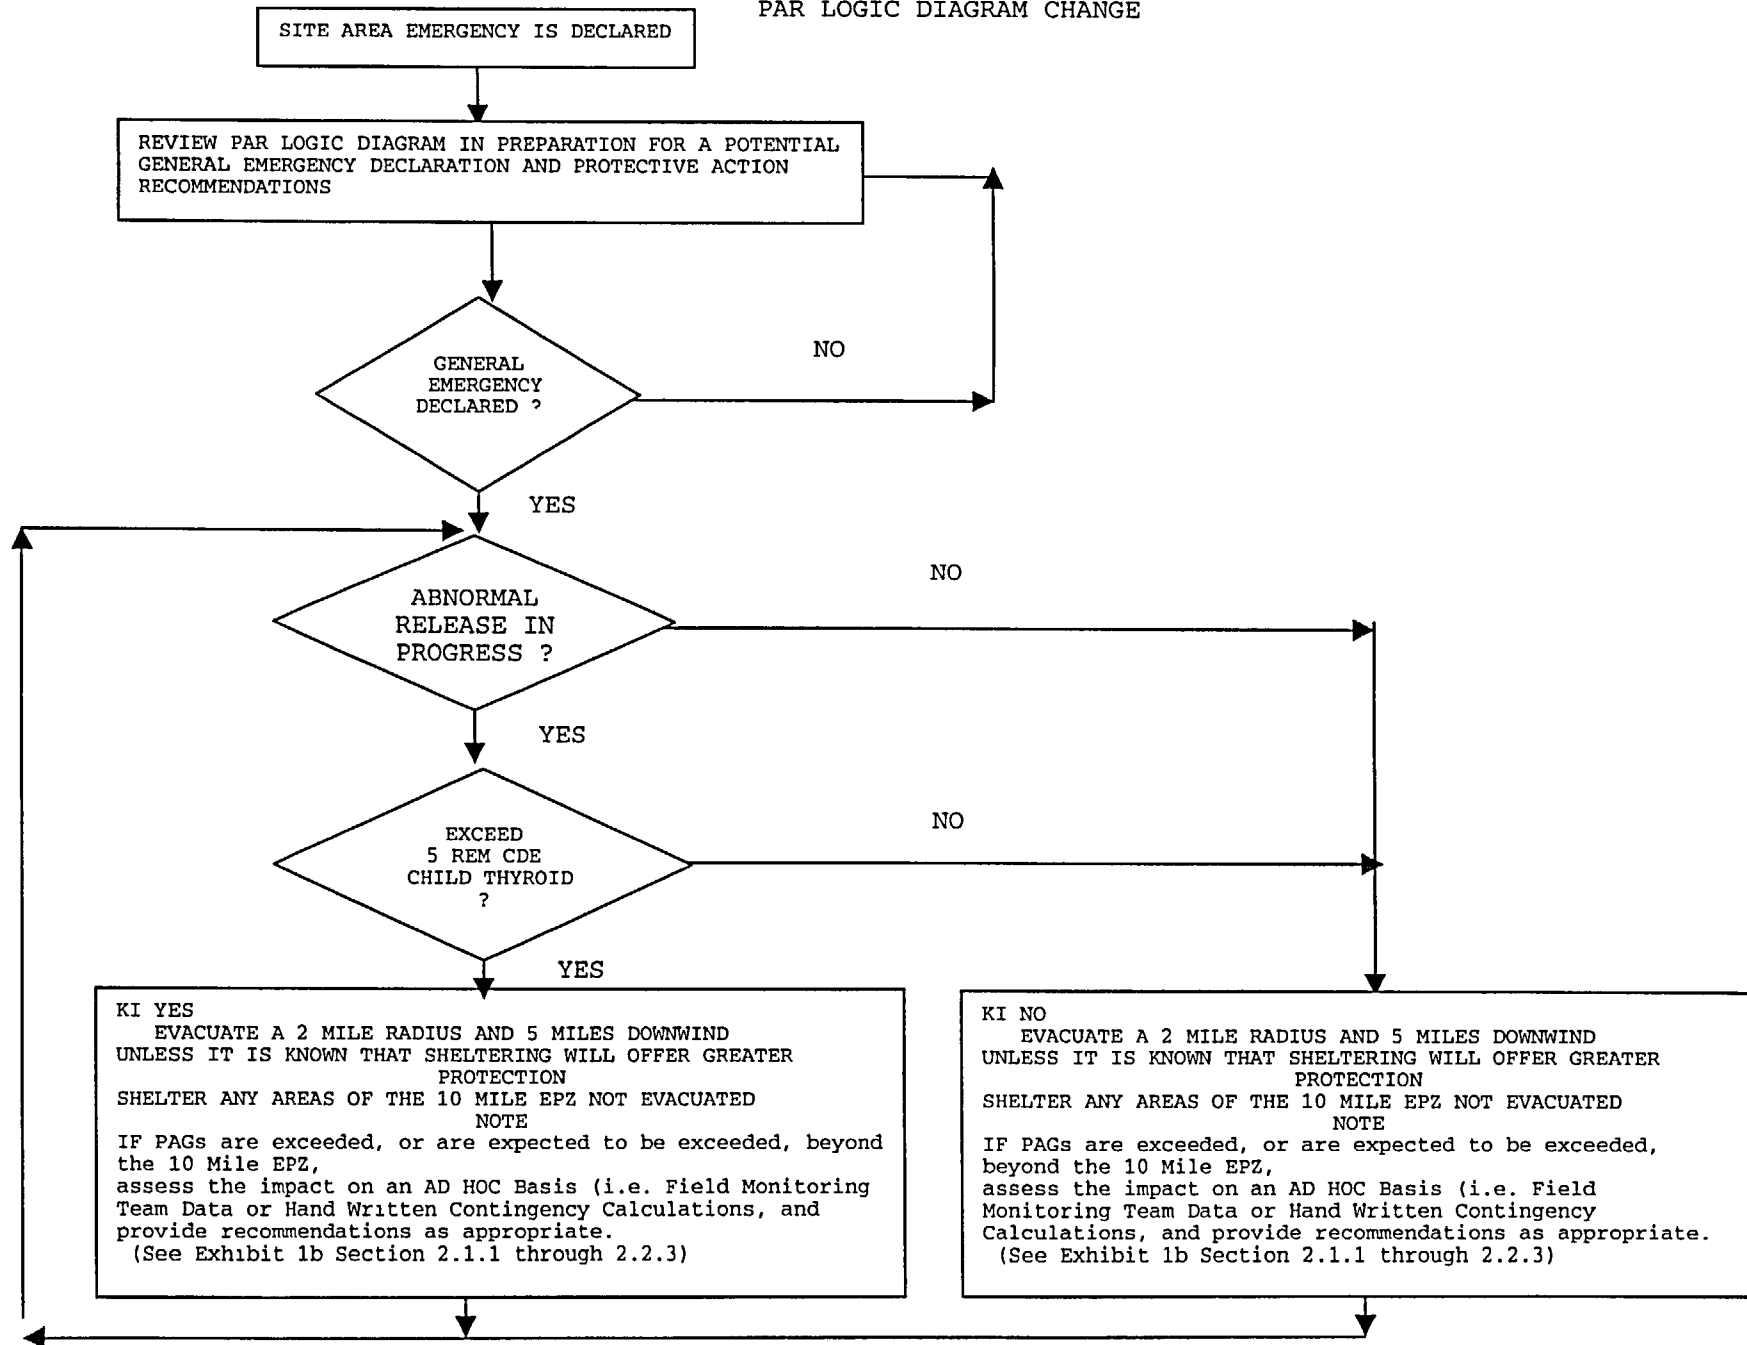 PAR LOGIC DIAGRAM CHANGE
SITE AREA EMERGENCY IS DECLARED
REVIEW PAR LOGIC DIAGRAM IN PREPARATION FOR A POTENTIAL
GENERAL EMERGENCY DECLARATION AND PROTECTIVE ACTION
RECOMMENDATIONS
GENERAL
EMERGENCY
DECLARED ?
NO
YES
ABNORMAL
RELEASE IN
PROGRESS ?
NO
YES
EXCEED
5 REM CDE
CHILD THYROID
?
NO
YES
KI YES
EVACUATE A 2 MILE RADIUS AND 5 MILES DOWNWIND
UNLESS IT IS KNOWN THAT SHELTERING WILL OFFER GREATER
PROTECTION
SHELTER ANY AREAS OF THE 10 MILE EPZ NOT EVACUATED
NOTE
IF PAGs are exceeded, or are expected to be exceeded, beyond
the 10 Mile EPZ,
assess the impact on an AD HOC Basis (i.e. Field Monitoring
Team Data or Hand Written Contingency Calculations, and
provide recommendations as appropriate.
(See Exhibit 1b Section 2.1.1 through 2.2.3)
KI NO
EVACUATE A 2 MILE RADIUS AND 5 MILES DOWNWIND
UNLESS IT IS KNOWN THAT SHELTERING WILL OFFER GREATER
PROTECTION
SHELTER ANY AREAS OF THE 10 MILE EPZ NOT EVACUATED
NOTE
IF PAGs are exceeded, or are expected to be exceeded,
beyond the 10 Mile EPZ,
assess the impact on an AD HOC Basis (i.e. Field
Monitoring Team Data or Hand Written Contingency
Calculations, and provide recommendations as appropriate.
(See Exhibit 1b Section 2.1.1 through 2.2.3)